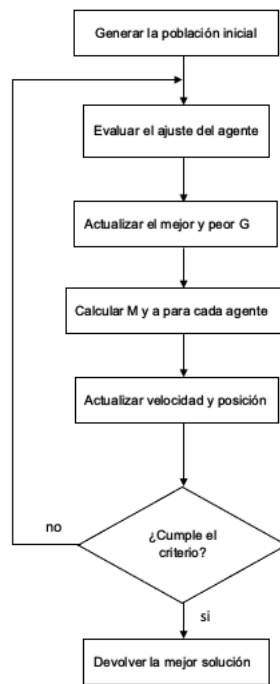 Generar la población inicial
Evaluar el ajuste del agente
Actualizar el mejor y peor G
Calcular M y a para cada agente
Actualizar velocidad y posición
¿Cumple el
criterio?
no
si
Devolver la mejor solución